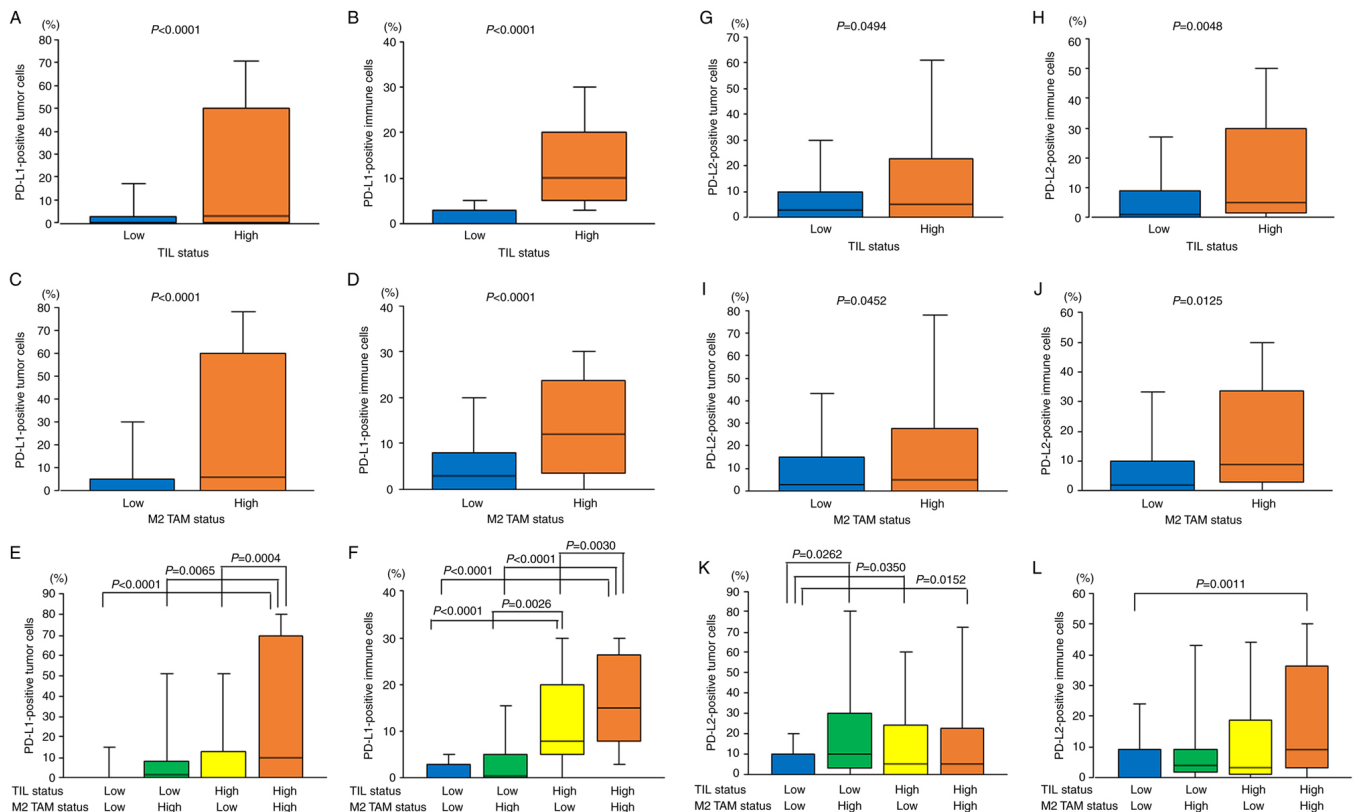 A
(%)
P<0.0001
PD-L1-positive tumor cells
80
70
60
50
40
30
20
10
0
Low High
TIL status
B
(%)
P<0.0001
PD-L1-positive immune cells
40
30
20
10
0
Low High
TIL status
G
(%)
P=0.0494
PD-L2-positive tumor cells
70
60
50
40
30
20
10
0
Low High
TIL status
H
(%)
P=0.0048
PD-L2-positive immune cells
60
50
40
30
20
10
0
Low High
TIL status
C
(%)
P<0.0001
PD-L1-positive tumor cells
80
70
60
50
40
30
20
10
0
Low High
M2 TAM status
D
(%)
P<0.0001
PD-L1-positive immune cells
40
30
20
10
0
Low High
M2 TAM status
I
(%)
P=0.0452
PD-L2-positive tumor cells
80
70
60
50
40
30
20
10
0
Low High
M2 TAM status
J
(%)
P=0.0125
PD-L2-positive immune cells
60
50
40
30
20
10
0
Low High
M2 TAM status
E
(%)
P=0.0004
P=0.0065
P<0.0001
PD-L1-positive tumor cells
90
80
70
60
50
40
30
20
10
0
TIL status Low Low High High
M2 TAM status Low High Low High
F
(%)
P=0.0030
P<0.0001
P<0.0001
P=0.0026
P<0.0001
PD-L1-positive immune cells
40
30
20
10
0
TIL status Low Low High High
M2 TAM status Low High Low High
K
(%)
P=0.0262
P=0.0350
P=0.0152
PD-L2-positive tumor cells
90
80
70
60
50
40
30
20
10
0
TIL status Low Low High High
M2 TAM status Low High Low High
L
(%)
P=0.0011
PD-L2-positive immune cells
60
50
40
30
20
10
0
TIL status Low Low High High
M2 TAM status Low High Low High